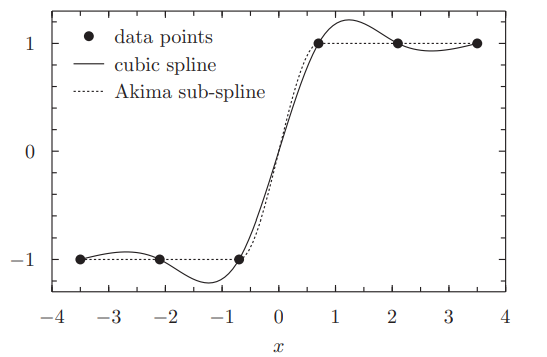 data points
cubic spline
Akima sub-spline
1
0
−1
−4 −3 −2 −1 0 1 2 3 4
x